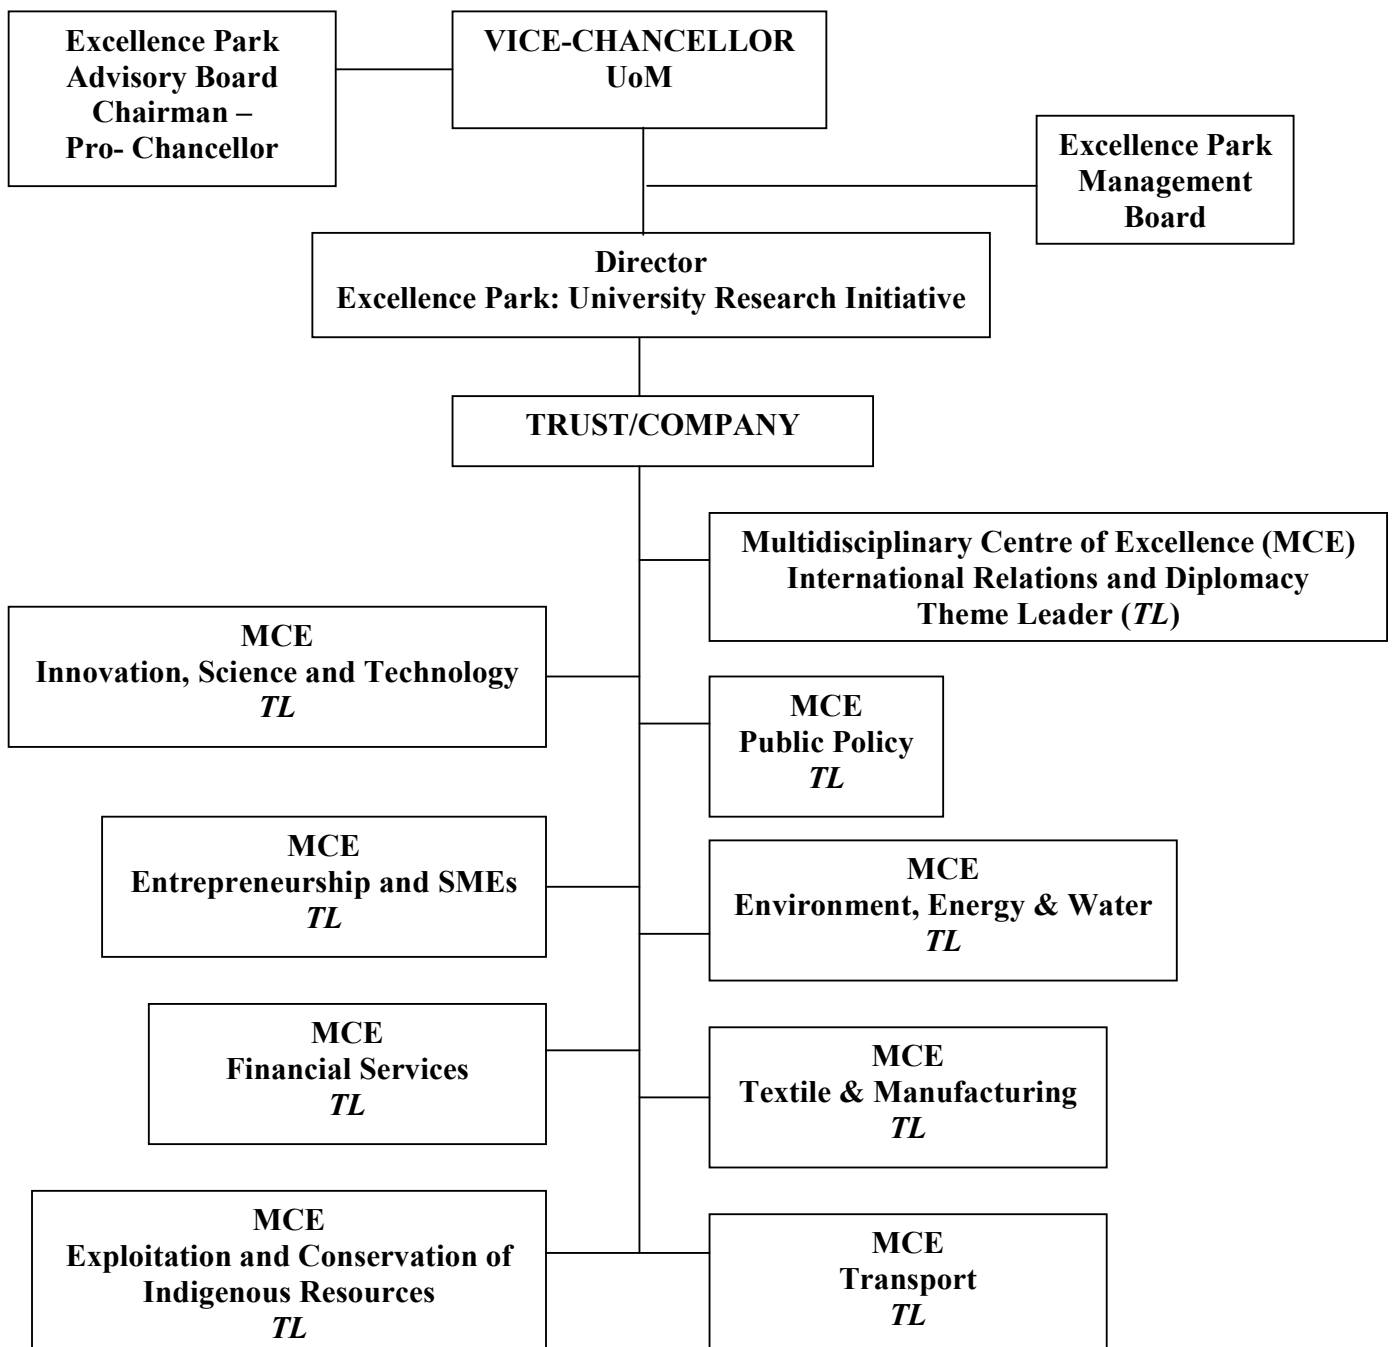 Excellence Park
Advisory Board
Chairman –
Pro- Chancellor
VICE-CHANCELLOR
UoM
Excellence Park
Management
Board
Director
Excellence Park: University Research Initiative
TRUST/COMPANY
Multidisciplinary Centre of Excellence (MCE)
International Relations and Diplomacy
Theme Leader (TL)
MCE
Innovation, Science and Technology
TL
MCE
Public Policy
TL
MCE
Entrepreneurship and SMEs
TL
MCE
Environment, Energy & Water
TL
MCE
Financial Services
TL
MCE
Textile & Manufacturing
TL
MCE
Exploitation and Conservation of
Indigenous Resources
TL
MCE
Transport
TL